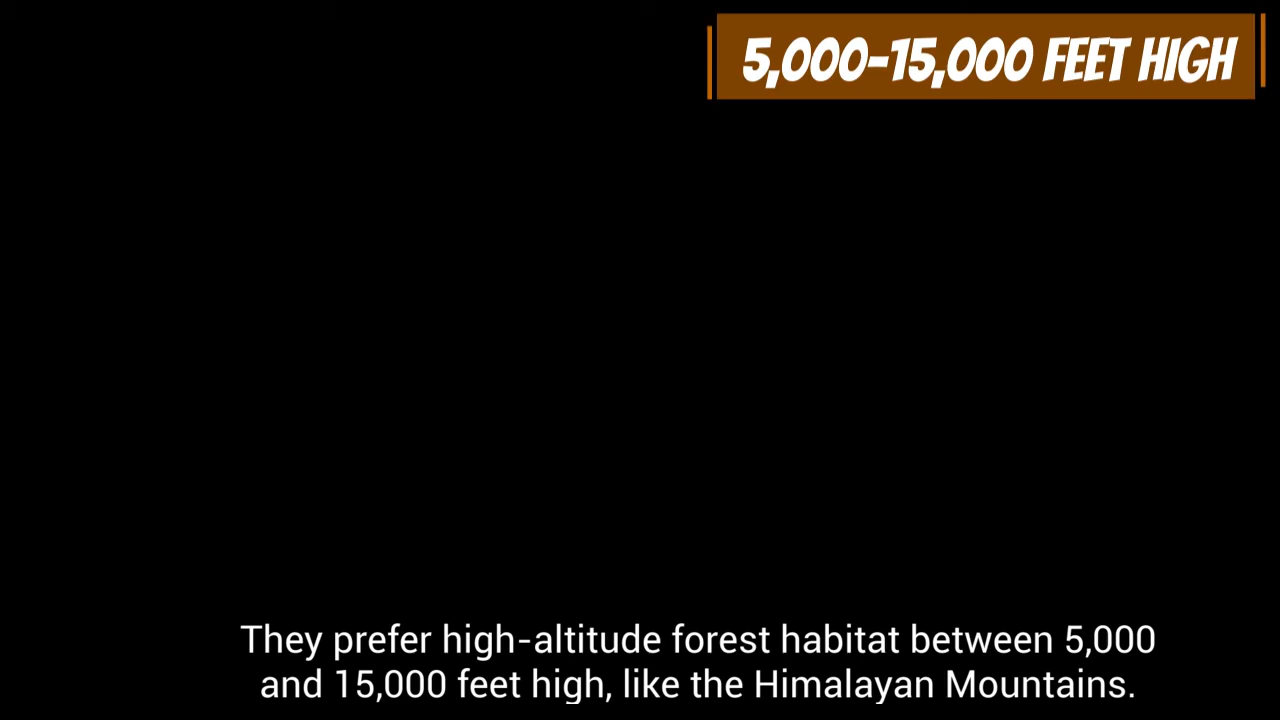 5,000-15,000 FEET HIGH
They prefer high-altitude forest habitat between 5,000
and 15,000 feet high, like the Himalayan Mountains.